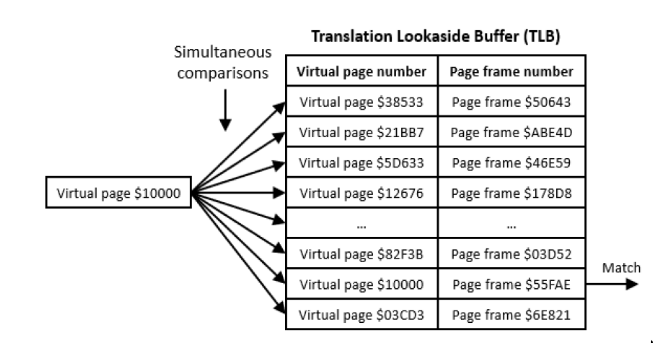 Translation Lookaside Buffer (TLB)
Simultaneous
comparisons
Virtual page number Page frame number
Virtual page $38533 Page frame $50643
Virtual page $21BB7 Page frame $ABE4D
Virtual page $5D633 Page frame $46E59
Virtual page $10000
Virtual page $12676 Page frame $178D8
... ...
Virtual page $82F3B Page frame $03D52
Match
Virtual page $10000 Page frame $55FAE
Virtual page $03CD3 Page frame $6E821